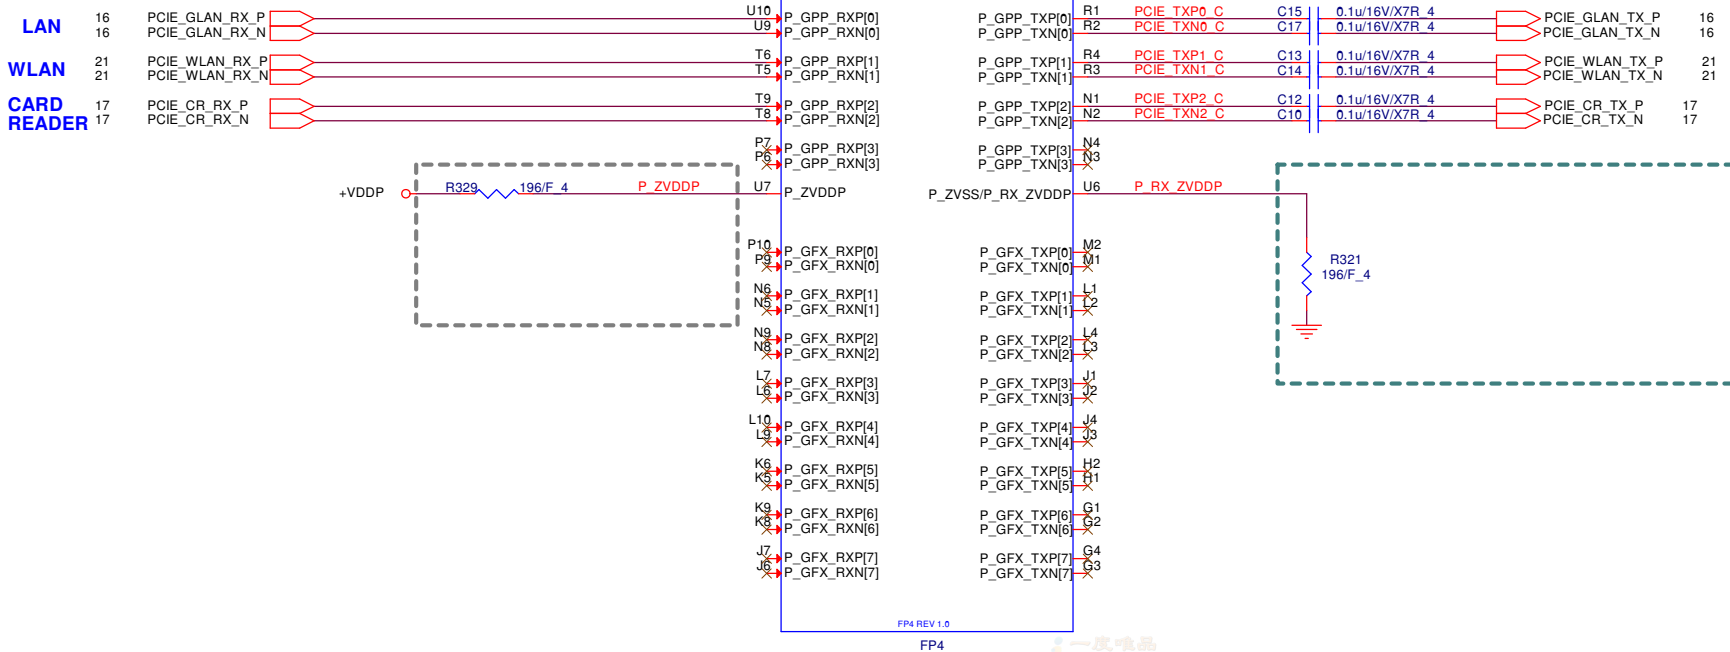 LAN 16 PCIE_GLAN_RX_P U10 P_GPP_RXP[0] P_GPP_TXP[0] R1 PCIE_TXP0_C C15 0.1u/16V/X7R_4 PCIE_GLAN_TX_P 16
16 PCIE_GLAN_RX_N U9 P_GPP_RXN[0] P_GPP_TXN[0] R2 PCIE_TXN0_C C17 0.1u/16V/X7R_4 PCIE_GLAN_TX_N 16
WLAN 21 PCIE_WLAN_RX_P T6 P_GPP_RXP[1] P_GPP_TXP[1] R4 PCIE_TXP1_C C13 0.1u/16V/X7R_4 PCIE_WLAN_TX_P 21
21 PCIE_WLAN_RX_N T5 P_GPP_RXN[1] P_GPP_TXN[1] R3 PCIE_TXN1_C C14 0.1u/16V/X7R_4 PCIE_WLAN_TX_N 21
CARD 17 PCIE_CR_RX_P T9 P_GPP_RXP[2] P_GPP_TXP[2] N1 PCIE_TXP2_C C12 0.1u/16V/X7R_4 PCIE_CR_TX_P 17
READER 17 PCIE_CR_RX_N T8 P_GPP_RXN[2] P_GPP_TXN[2] N2 PCIE_TXN2_C C10 0.1u/16V/X7R_4 PCIE_CR_TX_N 17
P7 P_GPP_RXP[3] P_GPP_TXP[3] N4
P6 P_GPP_RXN[3] P_GPP_TXN[3] N3
+VDDP R329 196/F_4 P_ZVDDP U7 P_ZVDDP P_ZVSS/P_RX_ZVDDP U6 P_RX_ZVDDP
P10 P_GFX_RXP[0] P_GFX_TXP[0] M2
P9 P_GFX_RXN[0] P_GFX_TXN[0] M1
R321
196/F_4
N6 P_GFX_RXP[1] P_GFX_TXP[1] L1
N5 P_GFX_RXN[1] P_GFX_TXN[1] L2
N9 P_GFX_RXP[2] P_GFX_TXP[2] L4
N8 P_GFX_RXN[2] P_GFX_TXN[2] L3
L7 P_GFX_RXP[3] P_GFX_TXP[3] J1
L6 P_GFX_RXN[3] P_GFX_TXN[3] J2
L10 P_GFX_RXP[4] P_GFX_TXP[4] J4
L9 P_GFX_RXN[4] P_GFX_TXN[4] J3
K6 P_GFX_RXP[5] P_GFX_TXP[5] H2
K5 P_GFX_RXN[5] P_GFX_TXN[5] H1
K9 P_GFX_RXP[6] P_GFX_TXP[6] G1
K8 P_GFX_RXN[6] P_GFX_TXN[6] G2
J7 P_GFX_RXP[7] P_GFX_TXP[7] G4
J6 P_GFX_RXN[7] P_GFX_TXN[7] G3
FP4 REV 1.0
FP4